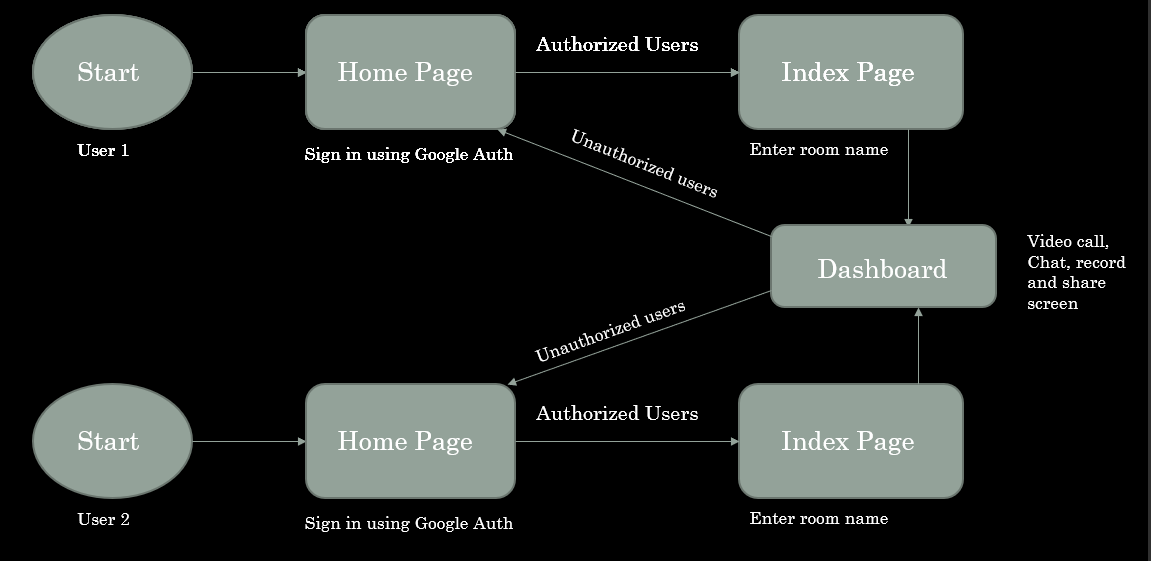 Start
Home Page
Authorized Users
Index Page
User 1
Sign in using Google Auth
Enter room name
Unauthorized users
Dashboard
Video call,
Chat, record
and share
screen
Unauthorized users
Start
Home Page
Authorized Users
Index Page
User 2
Sign in using Google Auth
Enter room name